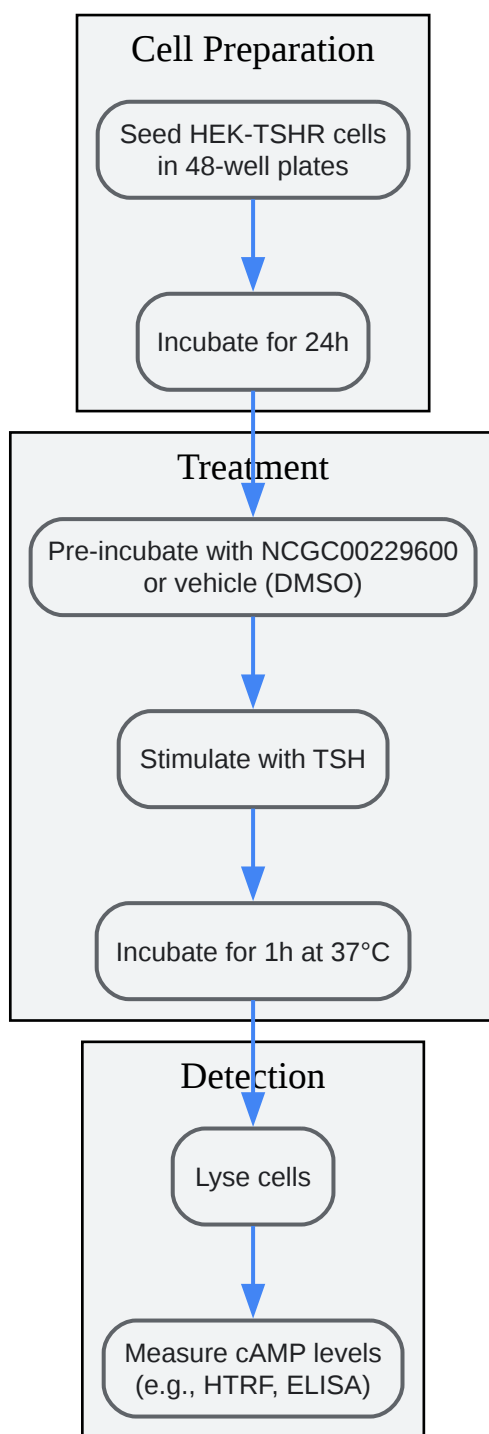 Cell Preparation
Seed HEK-TSHR cells
in 48-well plates
Incubate for 24h
Treatment
Pre-incubate with NCGC00229600
or vehicle (DMSO)
Stimulate with TSH
Incubate for 1h at 37°C
Detection
Lyse cells
Measure cAMP levels
(e.g., HTRF, ELISA)